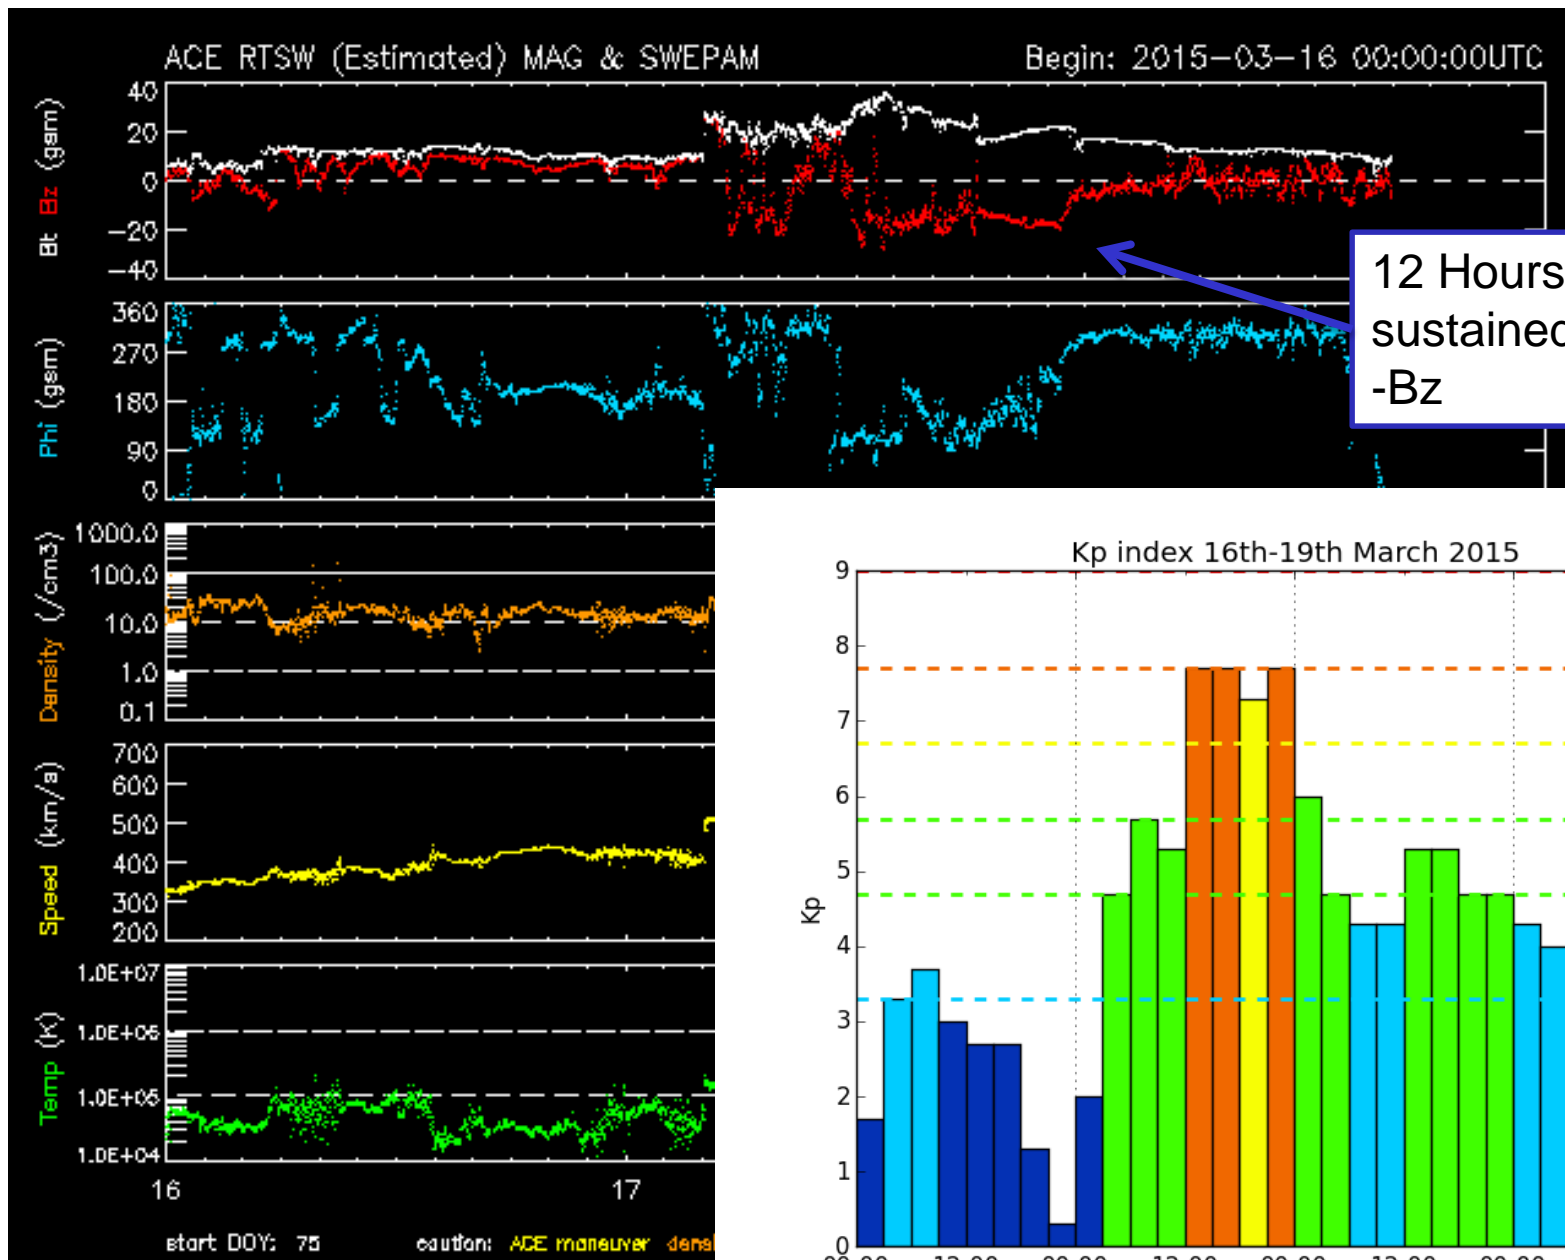 ACE RTSW (Estimated) MAG & SWEPAM
Begin: 2015-03-16 00:00:00UTC
Bt Bz (gsm)
40
20
0
-20
-40
12 Hours
sustained
-Bz
Phi (gsm)
360
270
180
90
0
Density (/cm3)
1000.0
100.0
10.0
1.0
0.1
Speed (km/s)
700
600
500
400
300
200
Temp (K)
1.0E+07
1.0E+06
1.0E+05
1.0E+04
16
17
start DOY: 75
caution: ACE maneuver
Kp index 16th-19th March 2015
Kp
9
8
7
6
5
4
3
2
1
0